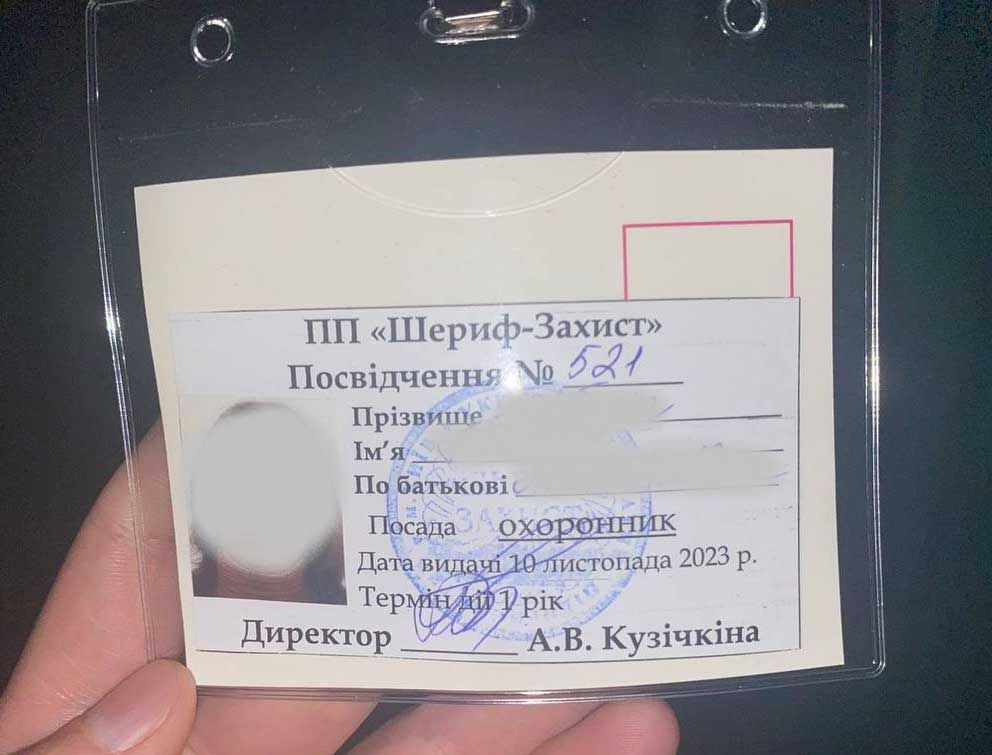 ПП «Шериф-Захист»
Посвідчення № 521
Прізвище
Ім’я
По батькові
ЗАХИСТ
Посада охоронник
Дата видачі 10 листопада 2023 р.
Термін дії 1 рік
Директор А.В. Кузічкіна